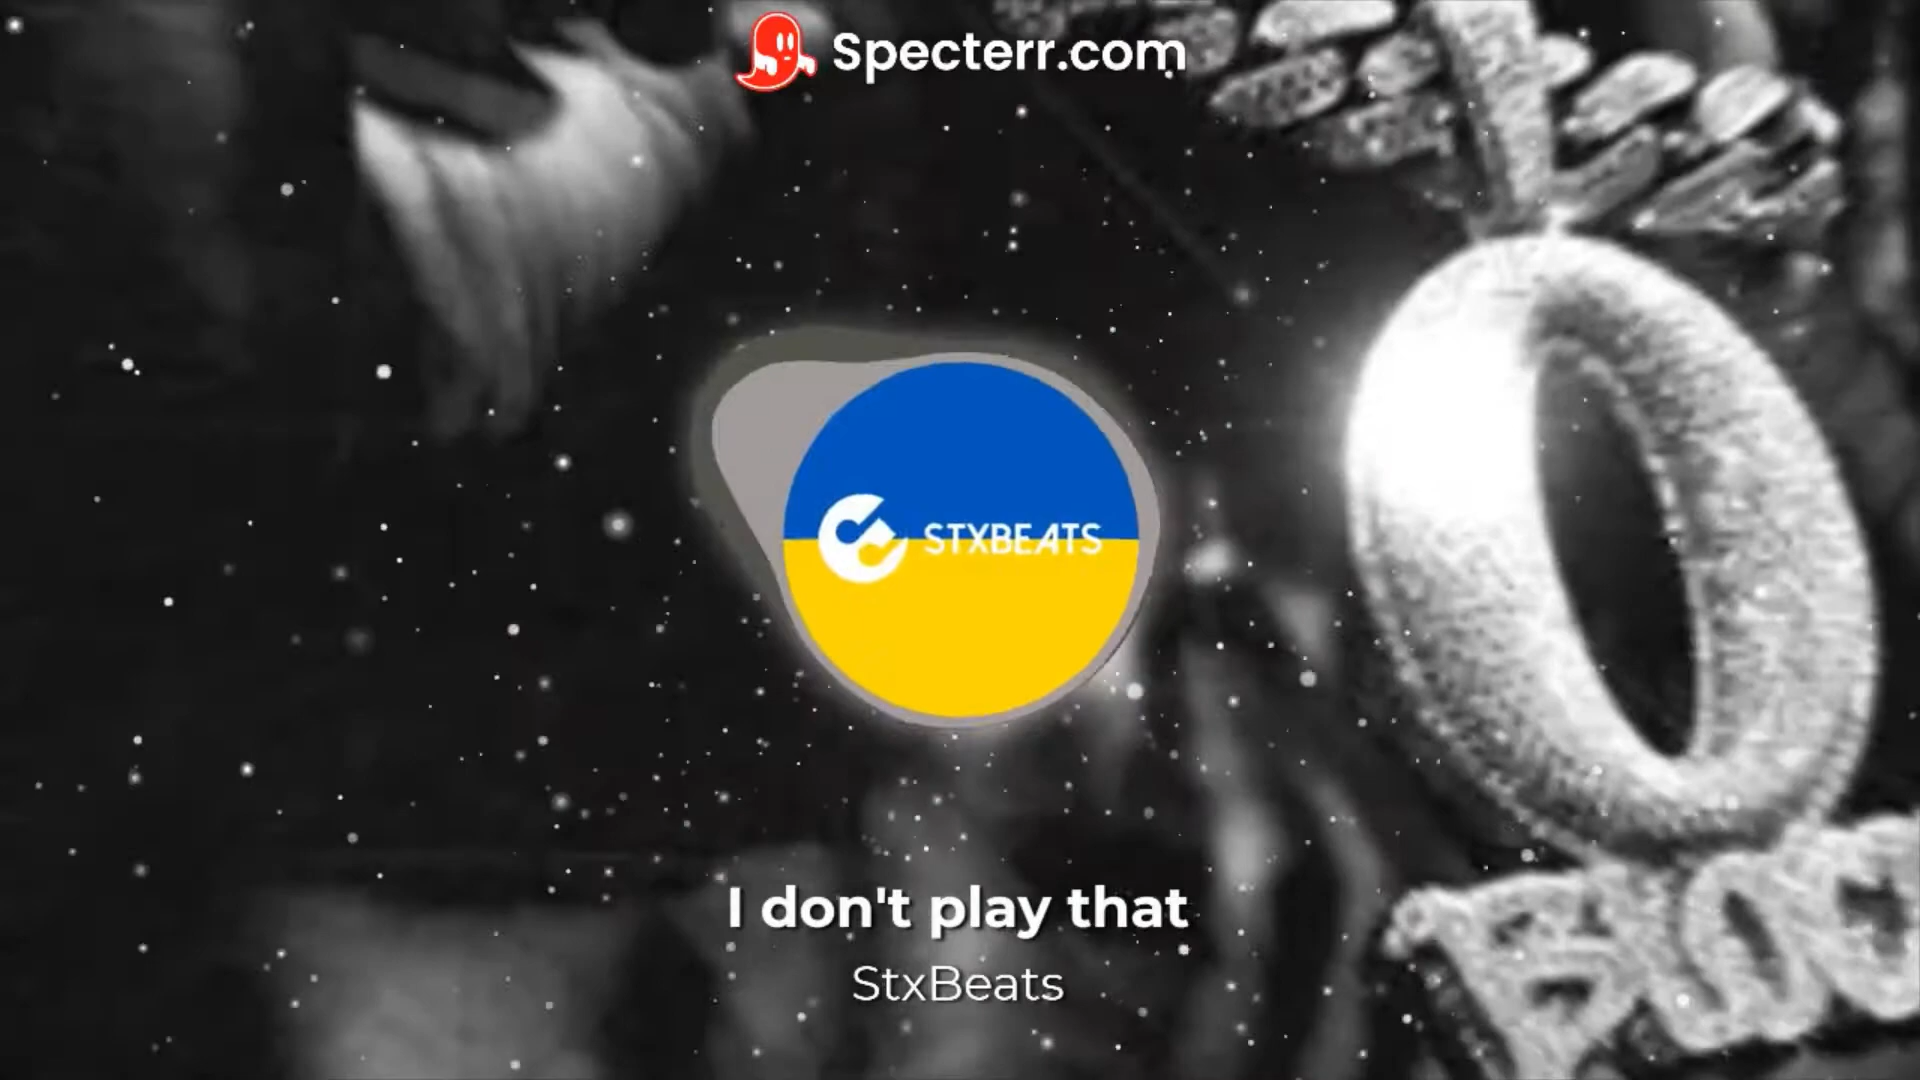 Specterr.com
STXBEATS
I don't play that
StxBeats